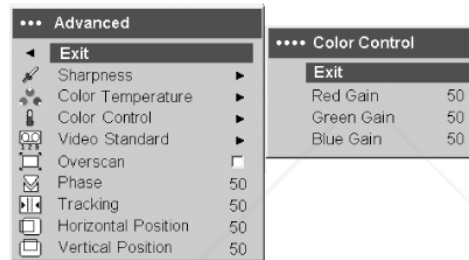 Advanced
Exit
Sharpness
Color Temperature
Color Control
Video Standard
Overscan
Phase 50
Tracking 50
Horizontal Position 50
Vertical Position 50
Color Control
Exit
Red Gain 50
Green Gain 50
Blue Gain 50